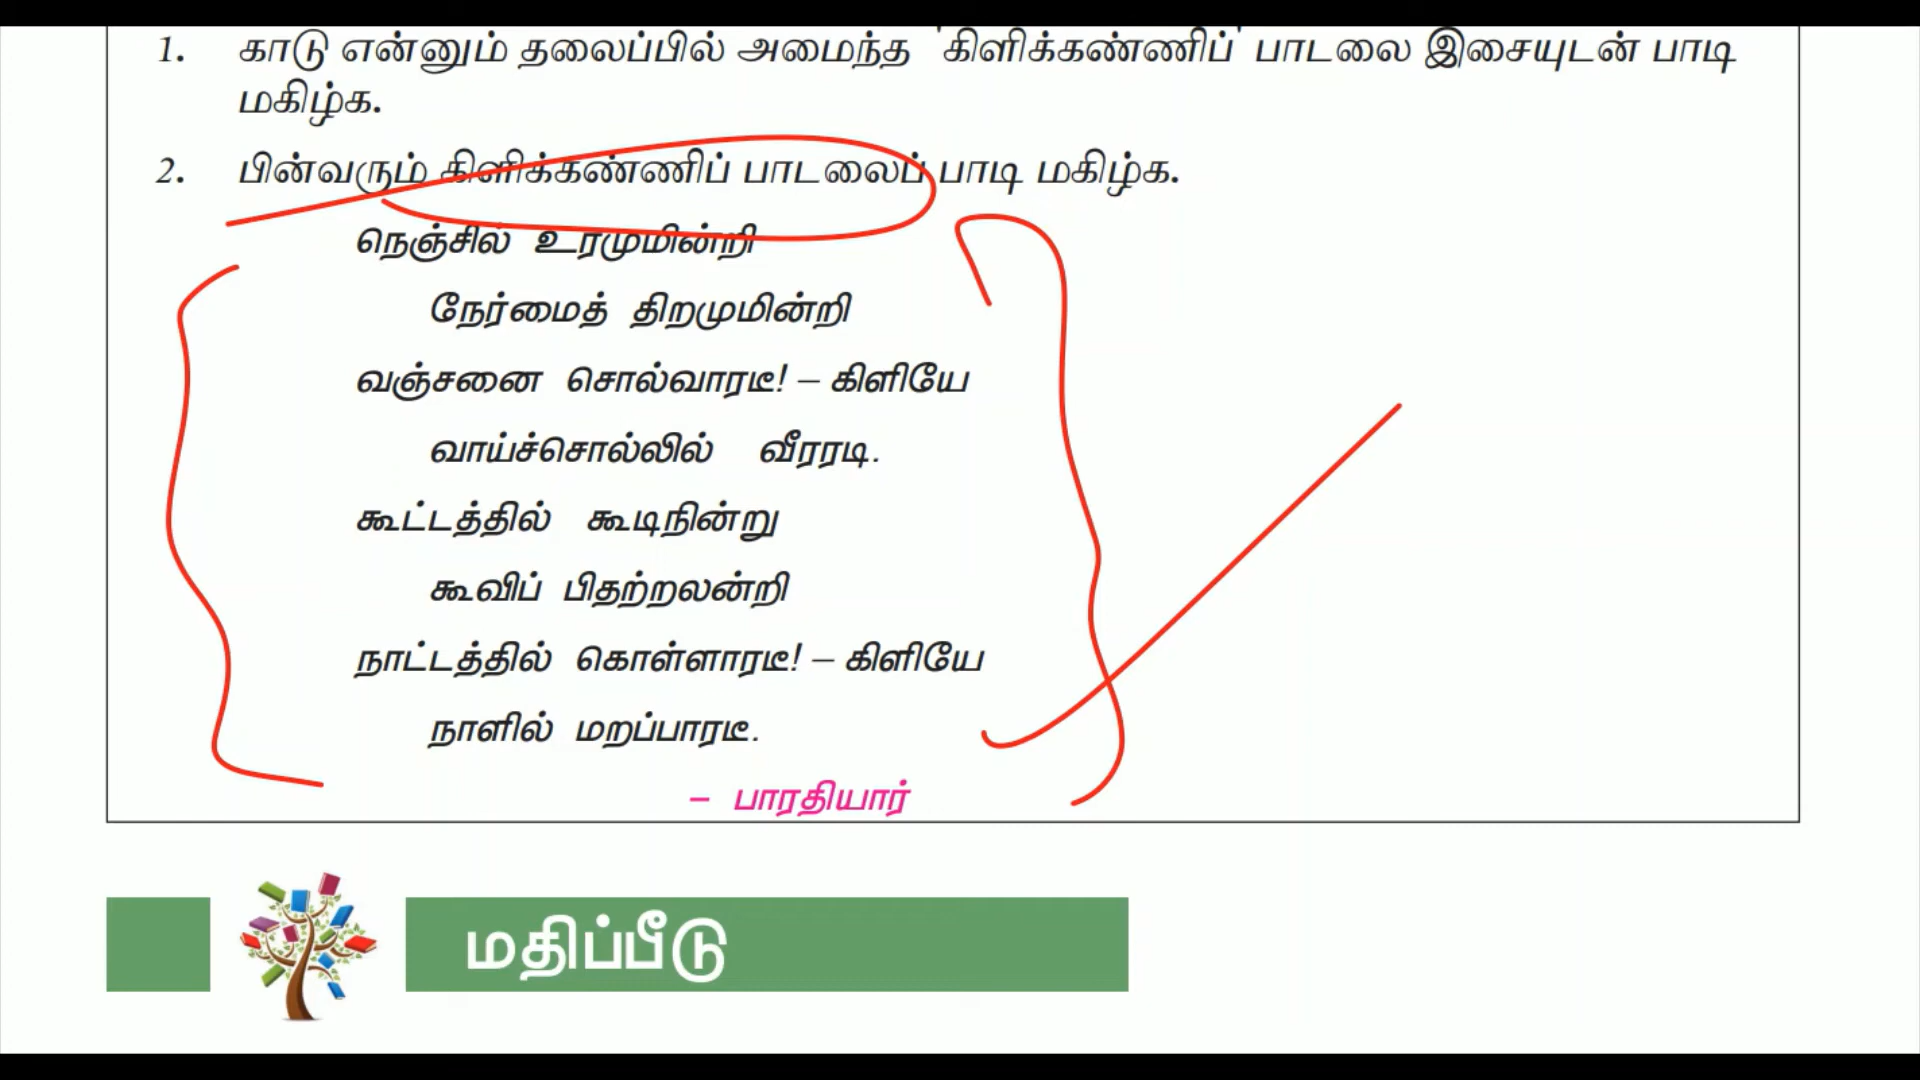 1. காடு என்னும் தலைப்பில் அமைந்த 'கிளிக்கண்ணிப்' பாடலை இசையுடன் பாடி
மகிழ்க.
2. பின்வரும் கிளிக்கண்ணிப் பாடலைப் பாடி மகிழ்க.
நெஞ்சில் உரமுமின்றி
நேர்மைத் திறமுமின்றி
வஞ்சனை சொல்வாரடீ! – கிளியே
வாய்ச்சொல்லில் வீரரடி.
கூட்டத்தில் கூடிநின்று
கூவிப் பிதற்றலன்றி
நாட்டத்தில் கொள்ளாரடீ! – கிளியே
நாளில் மறப்பாரடீ.
– பாரதியார்
மதிப்பீடு